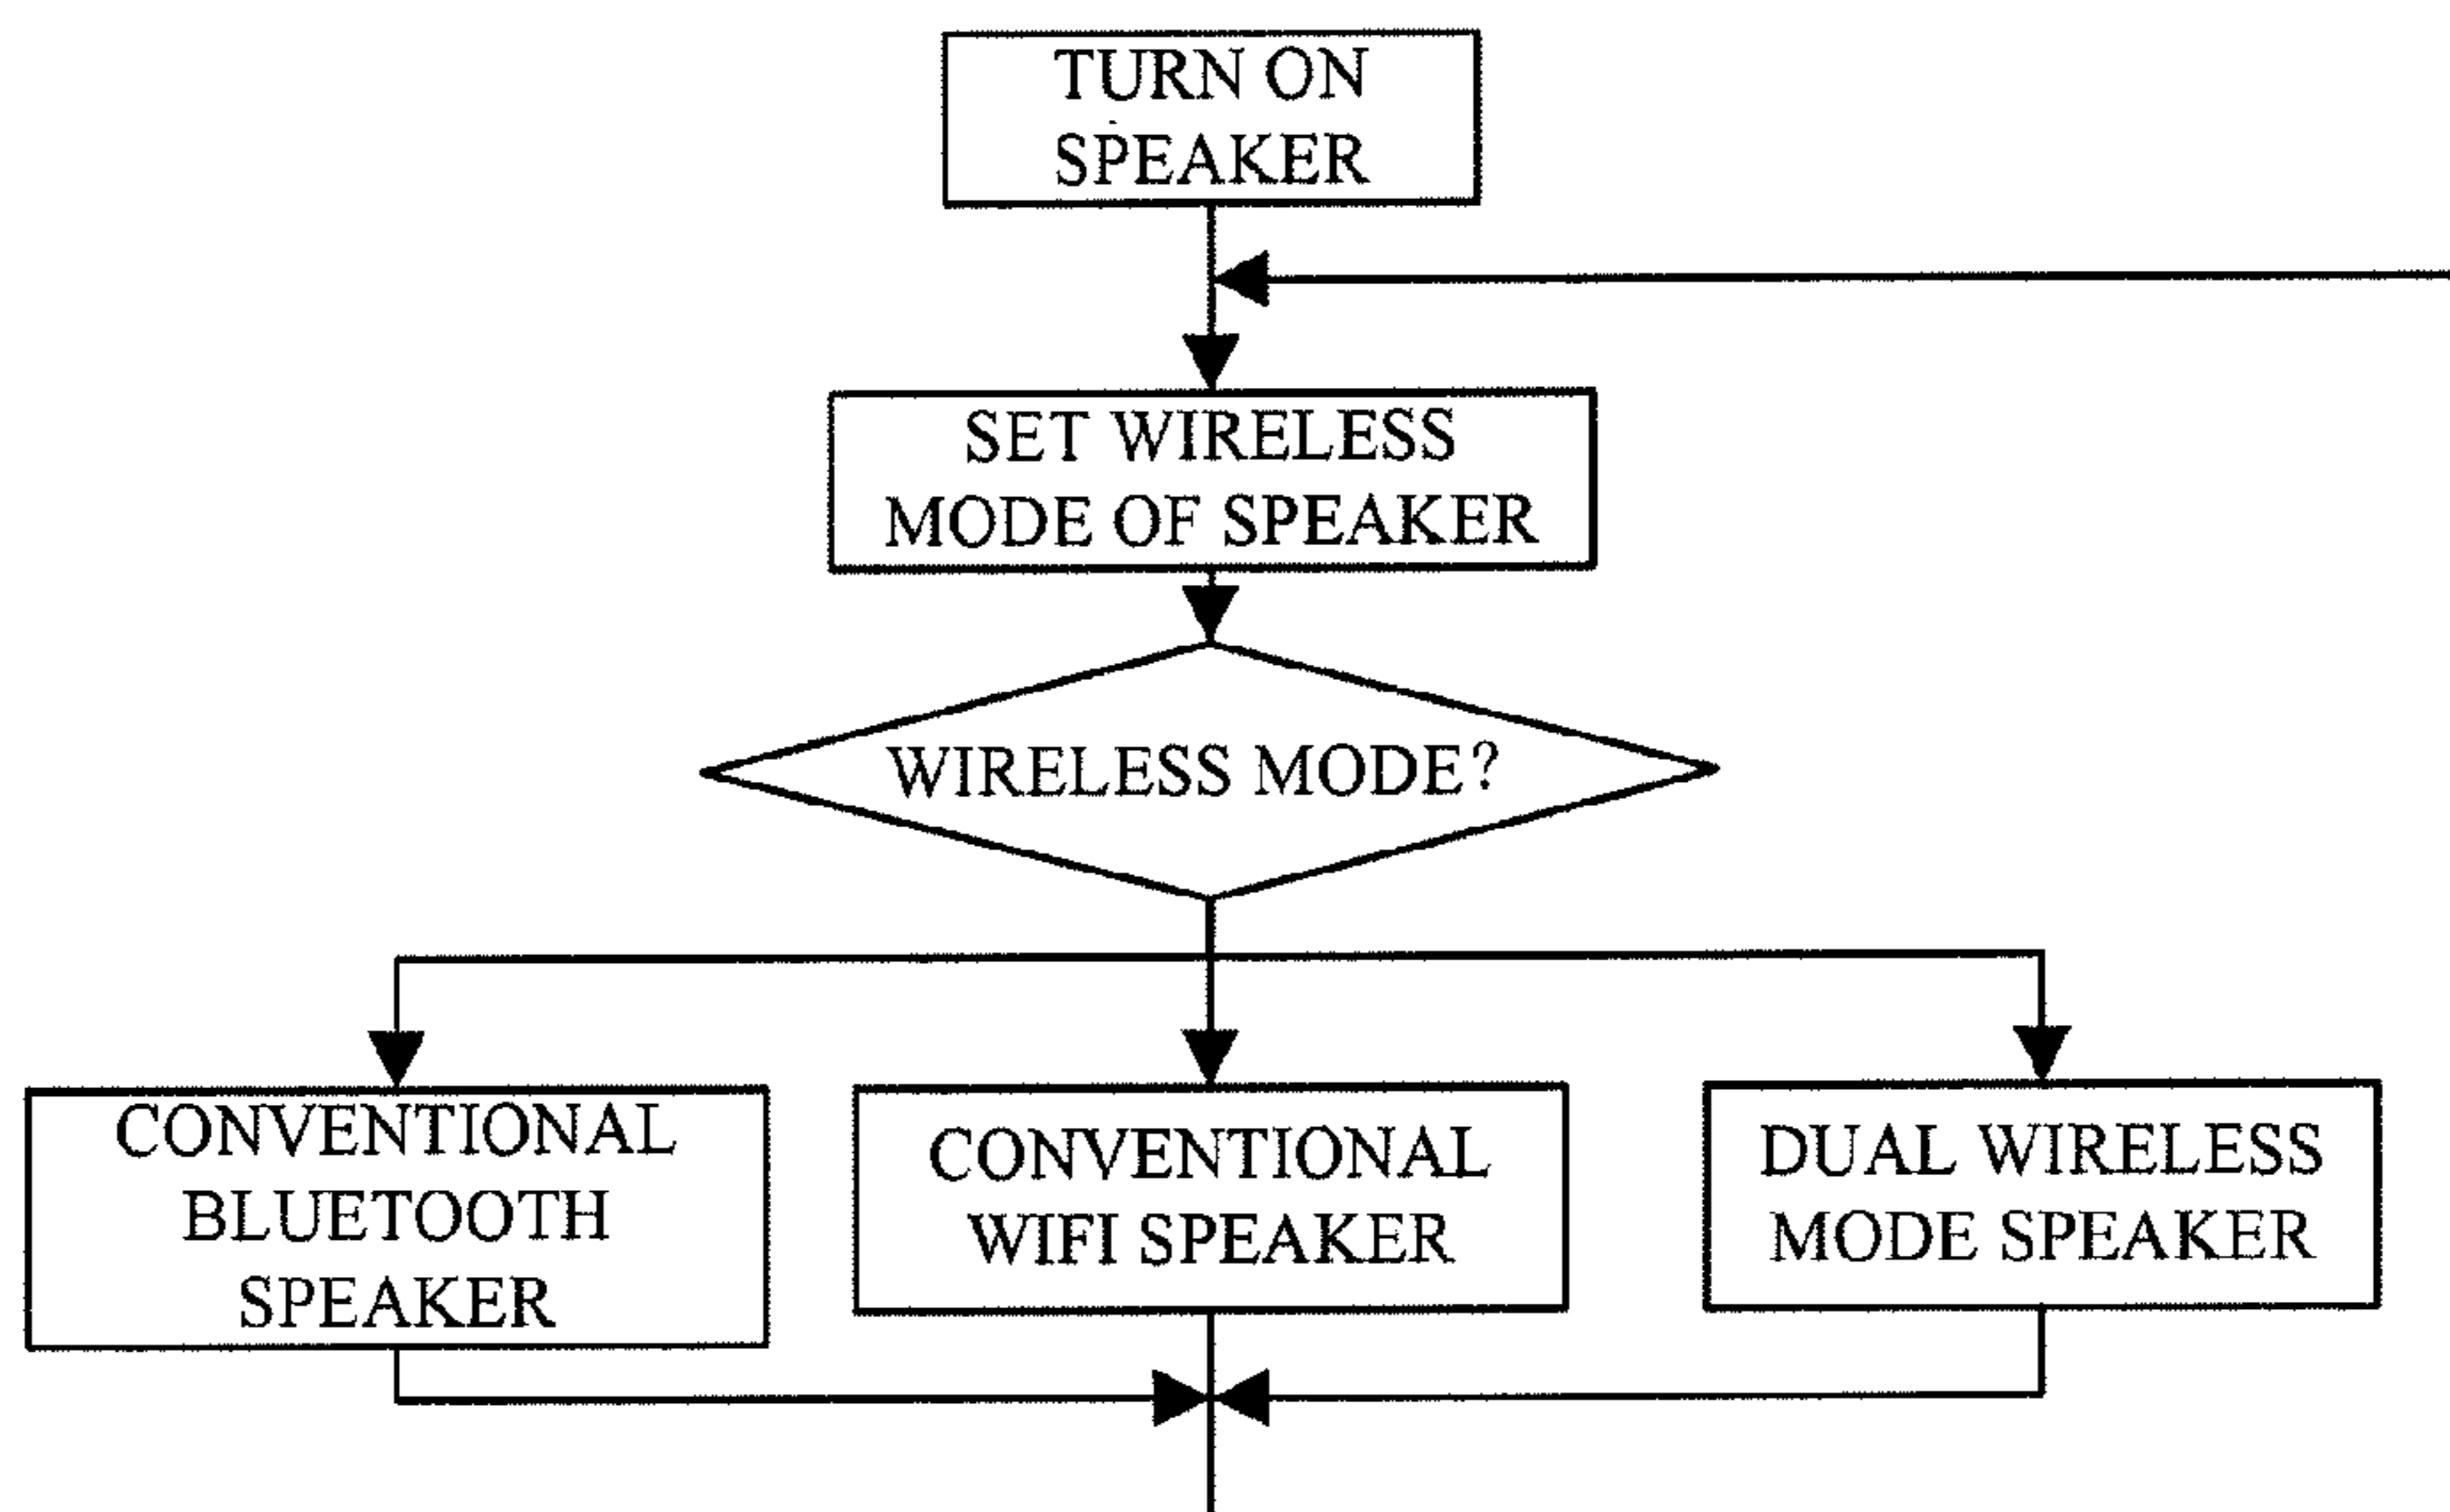 TURN ON
SPEAKER
SET WIRELESS
MODE OF SPEAKER
WIRELESS MODE?
CONVENTIONAL
BLUETOOTH
SPEAKER
CONVENTIONAL
WIFI SPEAKER
DUAL WIRELESS
MODE SPEAKER